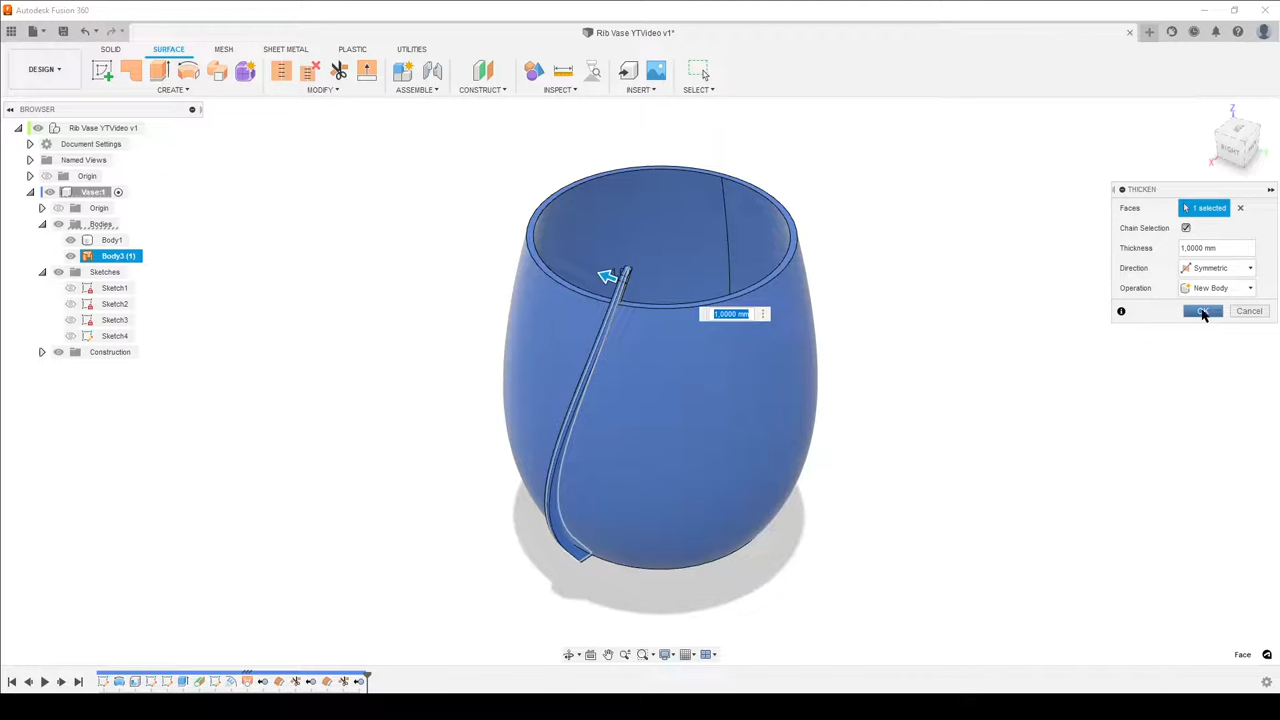 Autodesk Fusion 360
Rib Vase YTVideo v1*
SOLID SURFACE MESH SHEET METAL PLASTIC UTILITIES
DESIGN ▾
CREATE ▾ MODIFY ▾ ASSEMBLE ▾ CONSTRUCT ▾ INSPECT ▾ INSERT ▾ SELECT ▾
BROWSER
Rib Vase YTVideo v1
Document Settings
Named Views
Origin
Vase:1
Origin
Bodies
Body1
Body3 (1)
Sketches
Sketch1
Sketch2
Sketch3
Sketch4
Construction
Z
RIGHT
X
THICKEN
Faces 1 selected
Chain Selection
Thickness 1,0000 mm
Direction Symmetric
Operation New Body
OK Cancel
1,0000 mm
Face